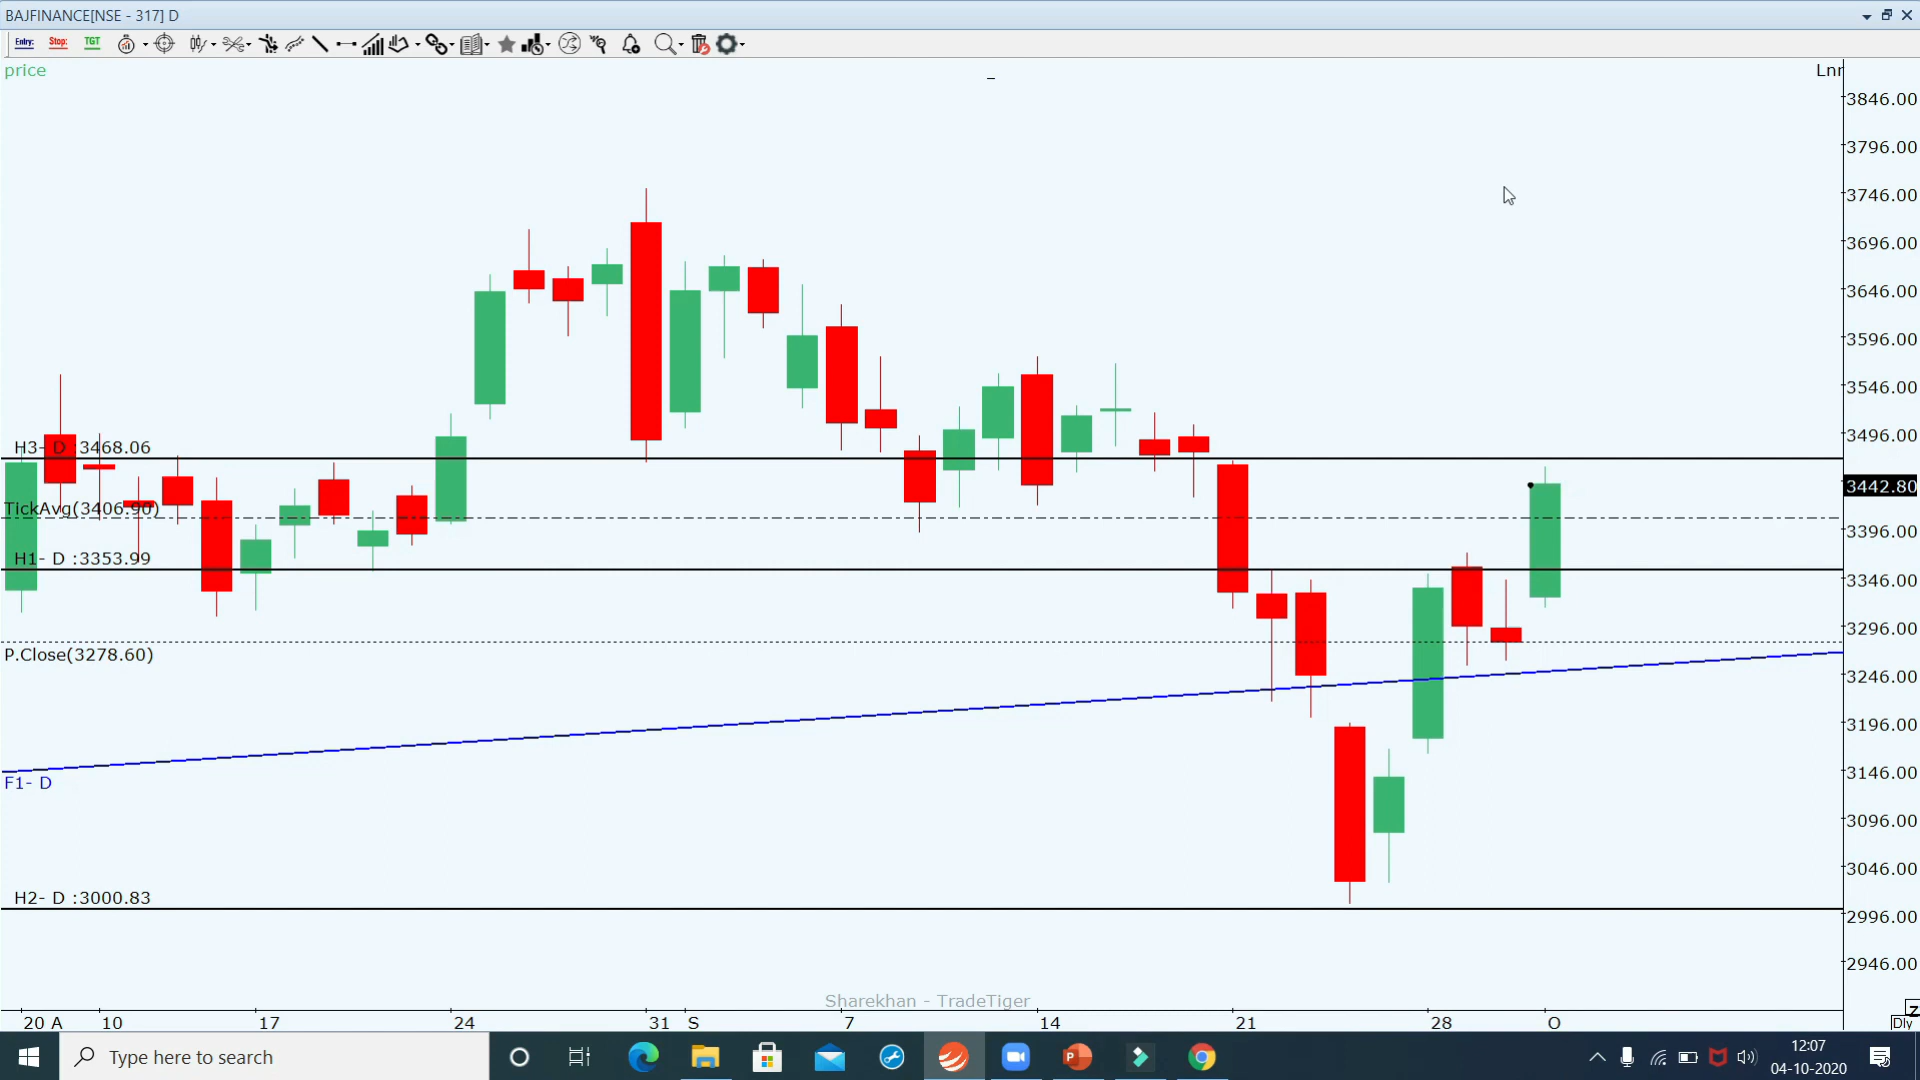 BAJFINANCE[NSE - 317] D
Entry: Stop: TGT
price
Lnr
3846.00
3796.00
3746.00
3696.00
3646.00
3596.00
3546.00
3496.00
H3- D :3468.06
3442.80
TickAvg(3406.90)
3396.00
H1- D :3353.99
3346.00
3296.00
P.Close(3278.60)
3246.00
3196.00
3146.00
F1- D
3096.00
3046.00
H2- D :3000.83
2996.00
2946.00
Sharekhan - TradeTiger
Z
20 A 10 17 24 31 S 7 14 21 28 O
Dly
Type here to search
12:07
04-10-2020